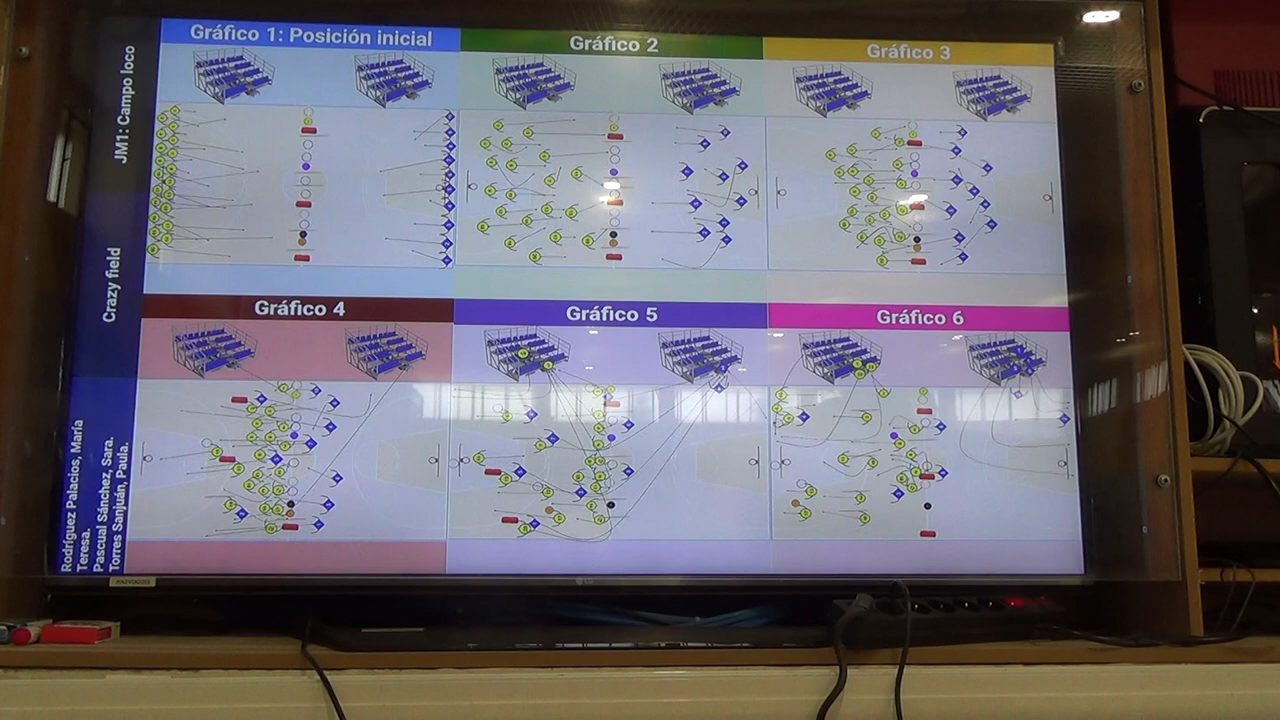 JM1: Campo loco
Crazy field
Rodríguez Palacios, María
Teresa.
Pascual Sánchez, Sara.
Torres Sanjuán, Paula.
Gráfico 1: Posición inicial
Gráfico 2
Gráfico 3
Gráfico 4
Gráfico 5
Gráfico 6